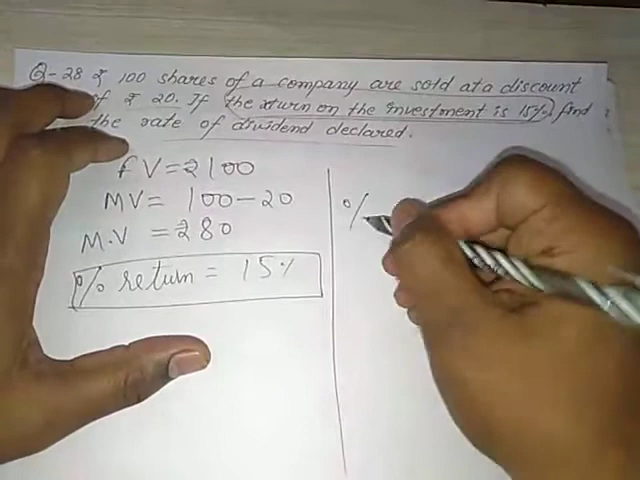 Q-28 ₹ 100 shares of a company are sold at a discount
of ₹ 20. If the return on the investment is 15%, find
the rate of dividend declared.
FV = ₹100
MV = 100-20
M.V = ₹80
% return = 15%
%